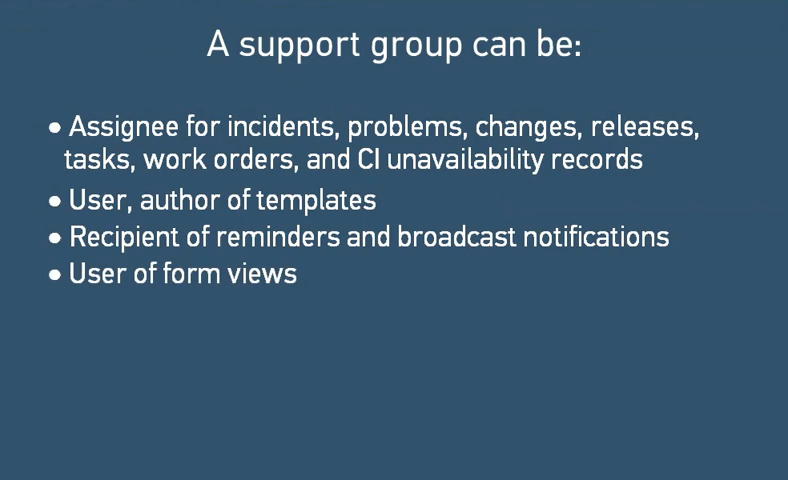 A support group can be:
• Assignee for incidents, problems, changes, releases,
tasks, work orders, and CI unavailability records
• User, author of templates
• Recipient of reminders and broadcast notifications
• User of form views